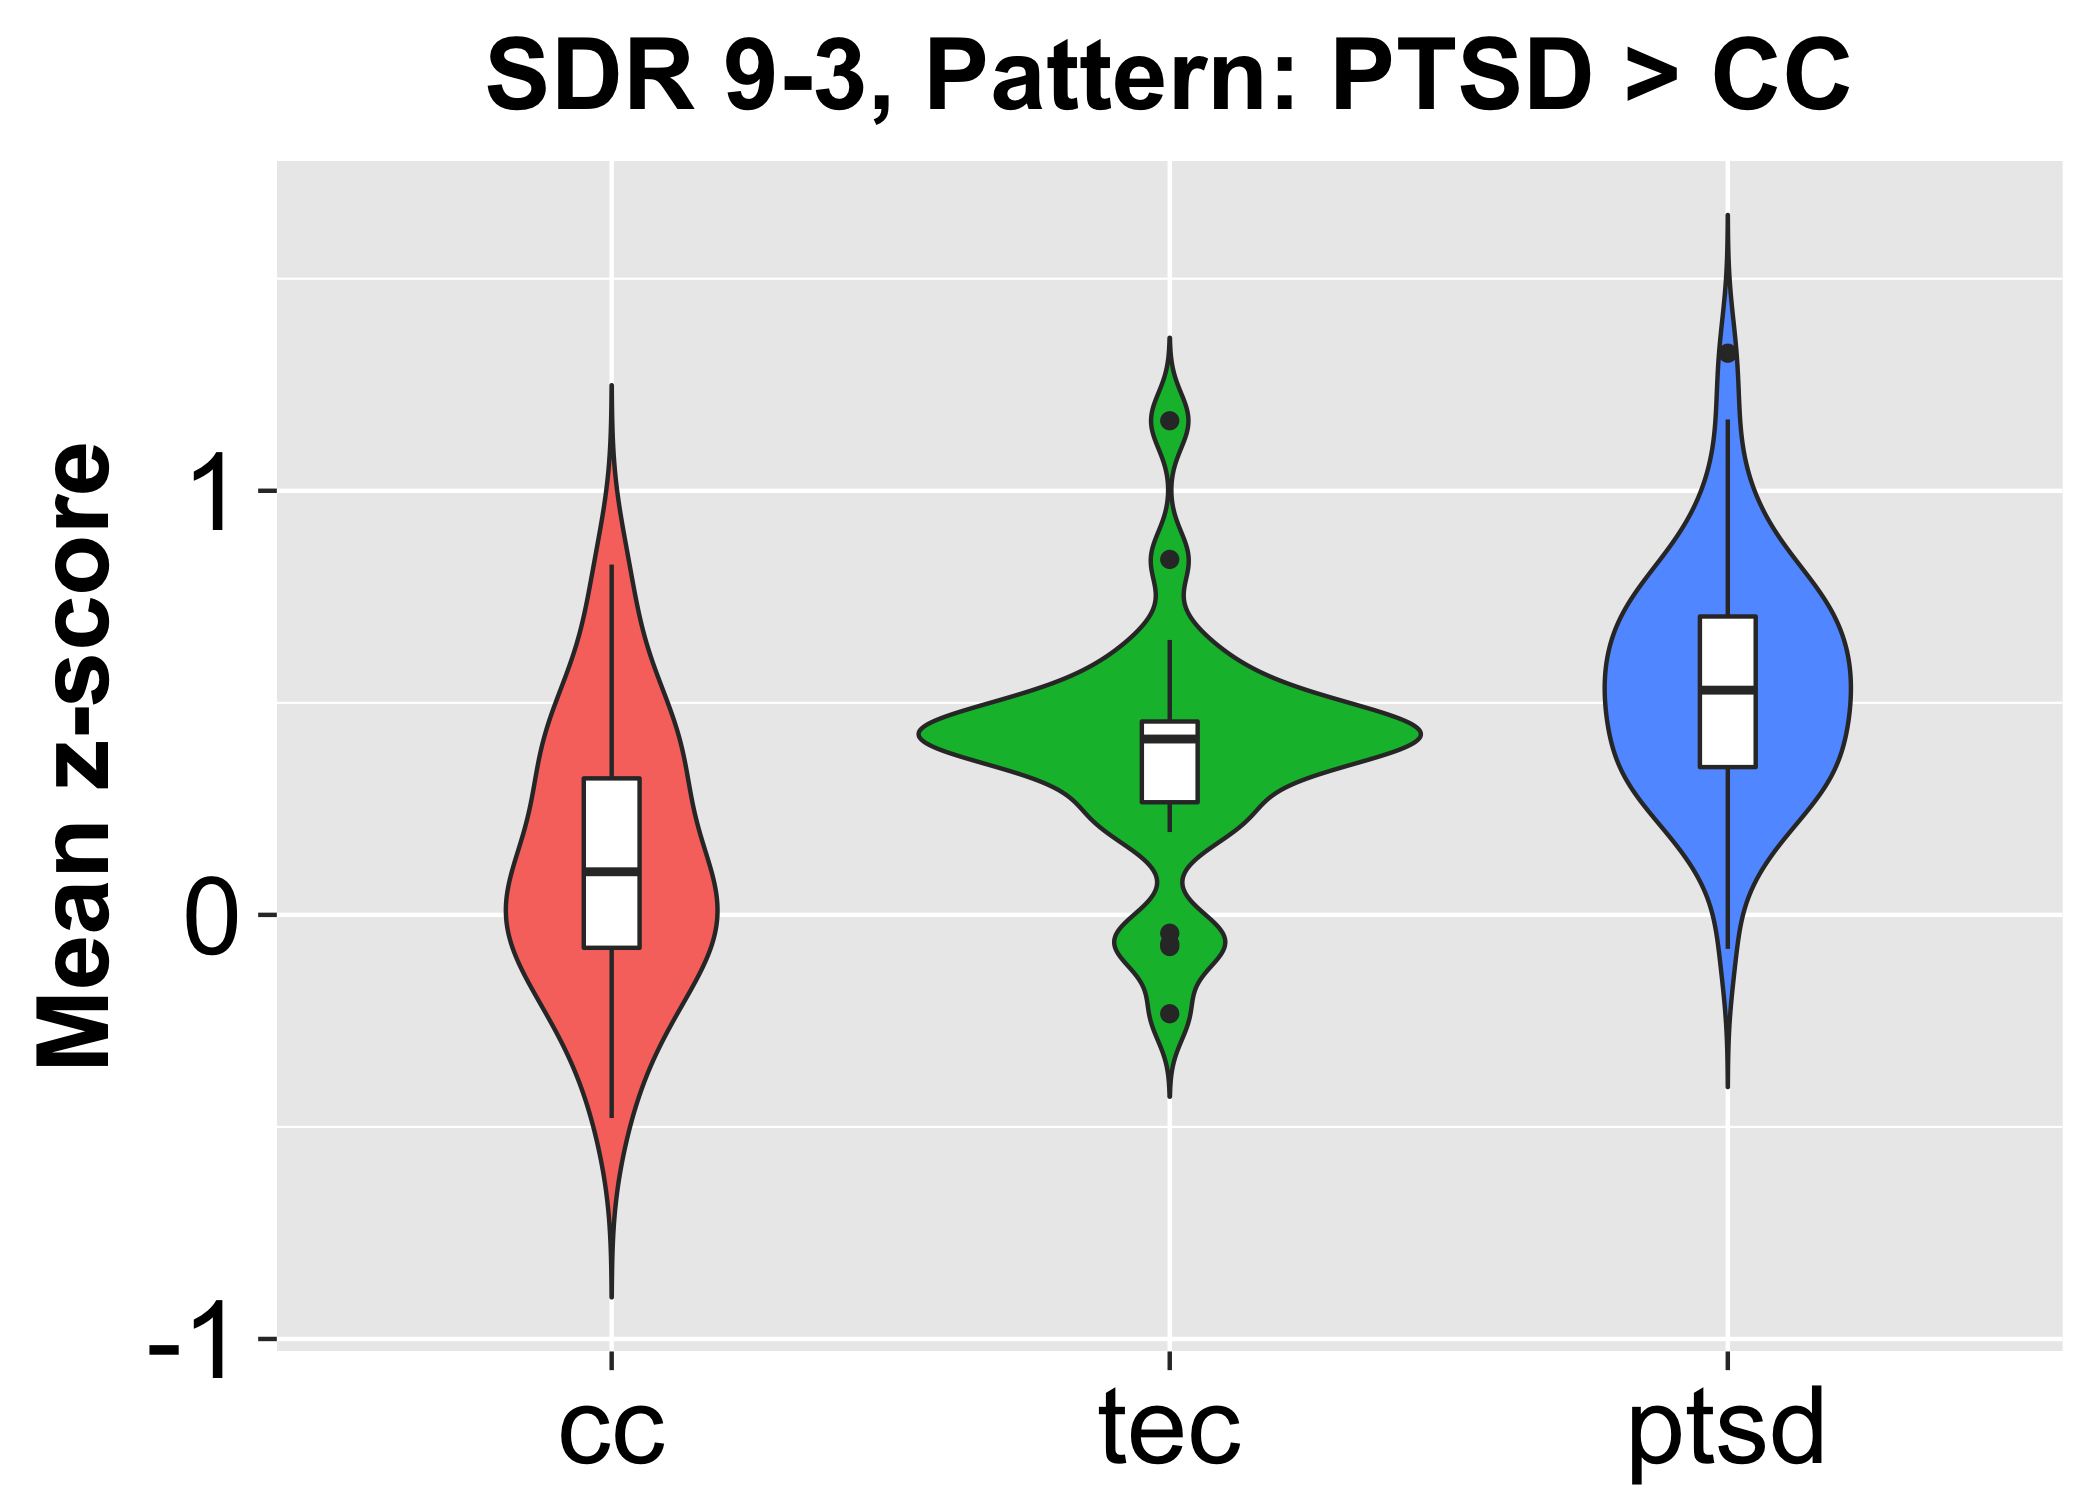 SDR 9-3, Pattern: PTSD > CC
Mean z-score
1
0
-1
cc
tec
ptsd